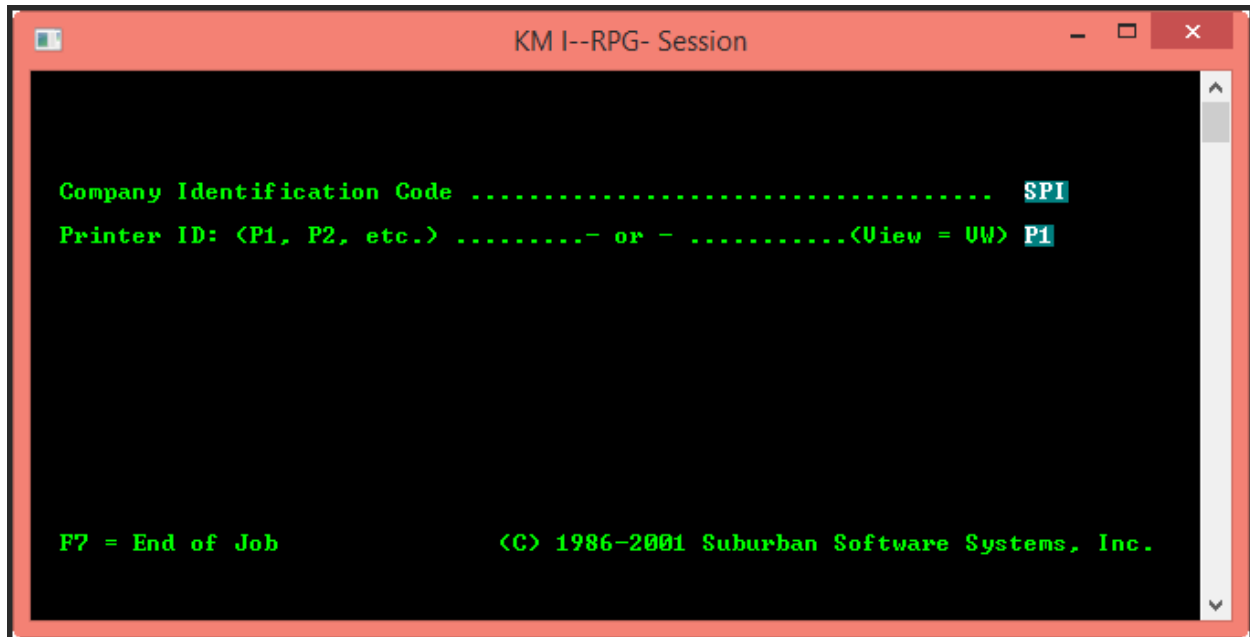 KM I--RPG- Session
Company Identification Code .................................... SPI
Printer ID: (P1, P2, etc.) .........- or - ...........(View = VW) P1
F7 = End of Job (C) 1986-2001 Suburban Software Systems, Inc.